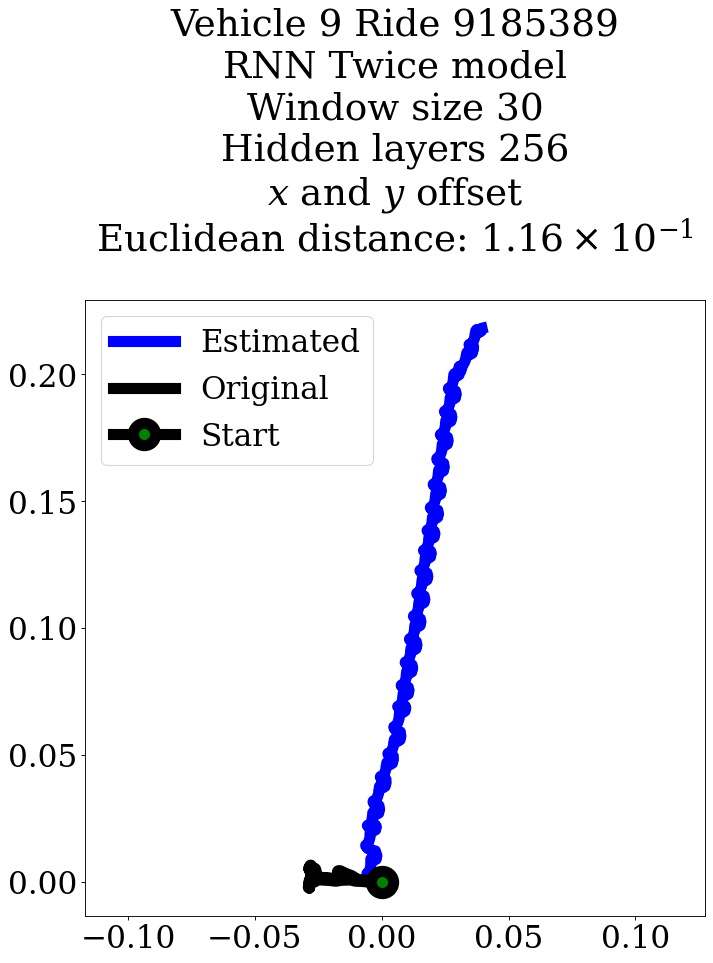 Vehicle 9 Ride 9185389
RNN Twice model
Window size 30
Hidden layers 256
x and y offset
Euclidean distance: 1.16 × 10⁻¹
Estimated
Original
Start
0.20
0.15
0.10
0.05
0.00
−0.10 −0.05 0.00 0.05 0.10